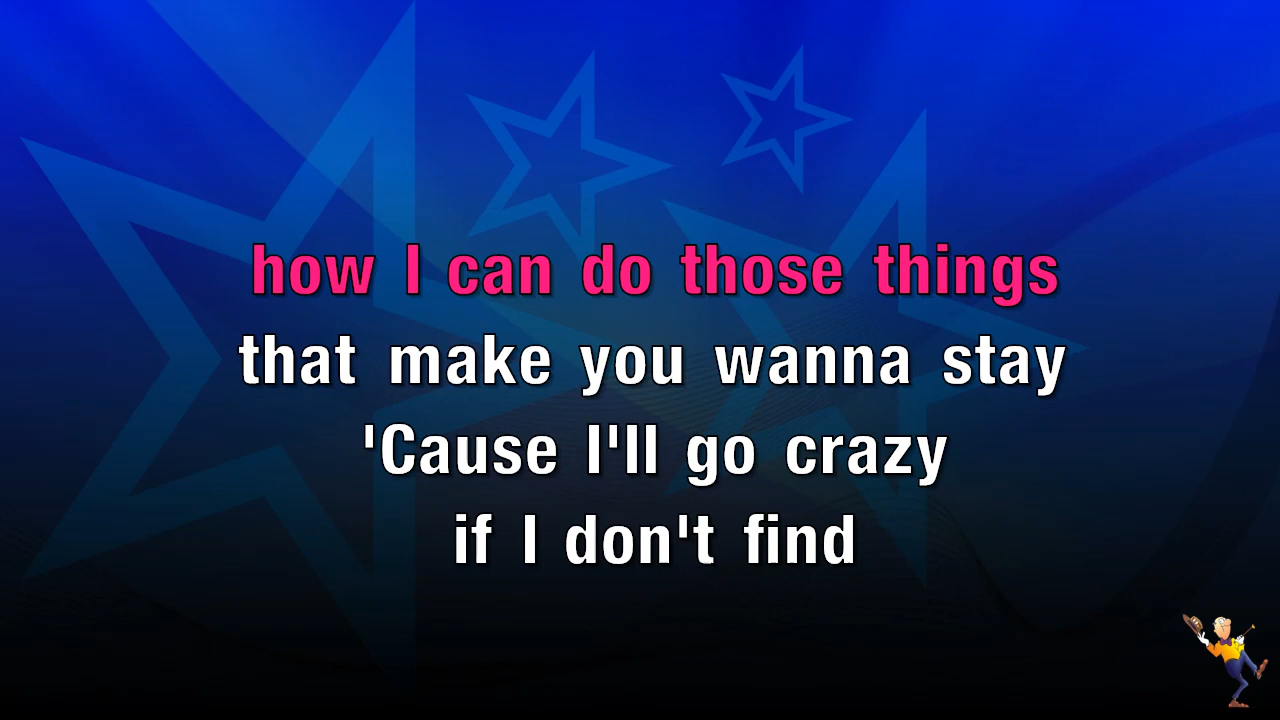 how I can do those things
that make you wanna stay
'Cause I'll go crazy
if I don't find